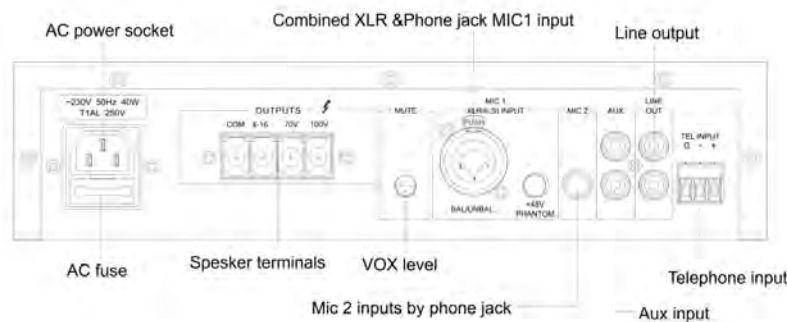 Combined XLR &Phone jack MIC1 input
AC power socket
Line output
~230V 50Hz 40W
T1AL 250V
OUTPUTS
COM 8-16 70V 100V
MUTE
MIC 1
INPUT
PUSH
BAL/UNBAL.
+48V
PHANTOM
MIC 2
AUX
LINE
OUT
TEL INPUT
G - +
AC fuse
Spesker terminals
VOX level
Telephone input
Mic 2 inputs by phone jack
Aux input